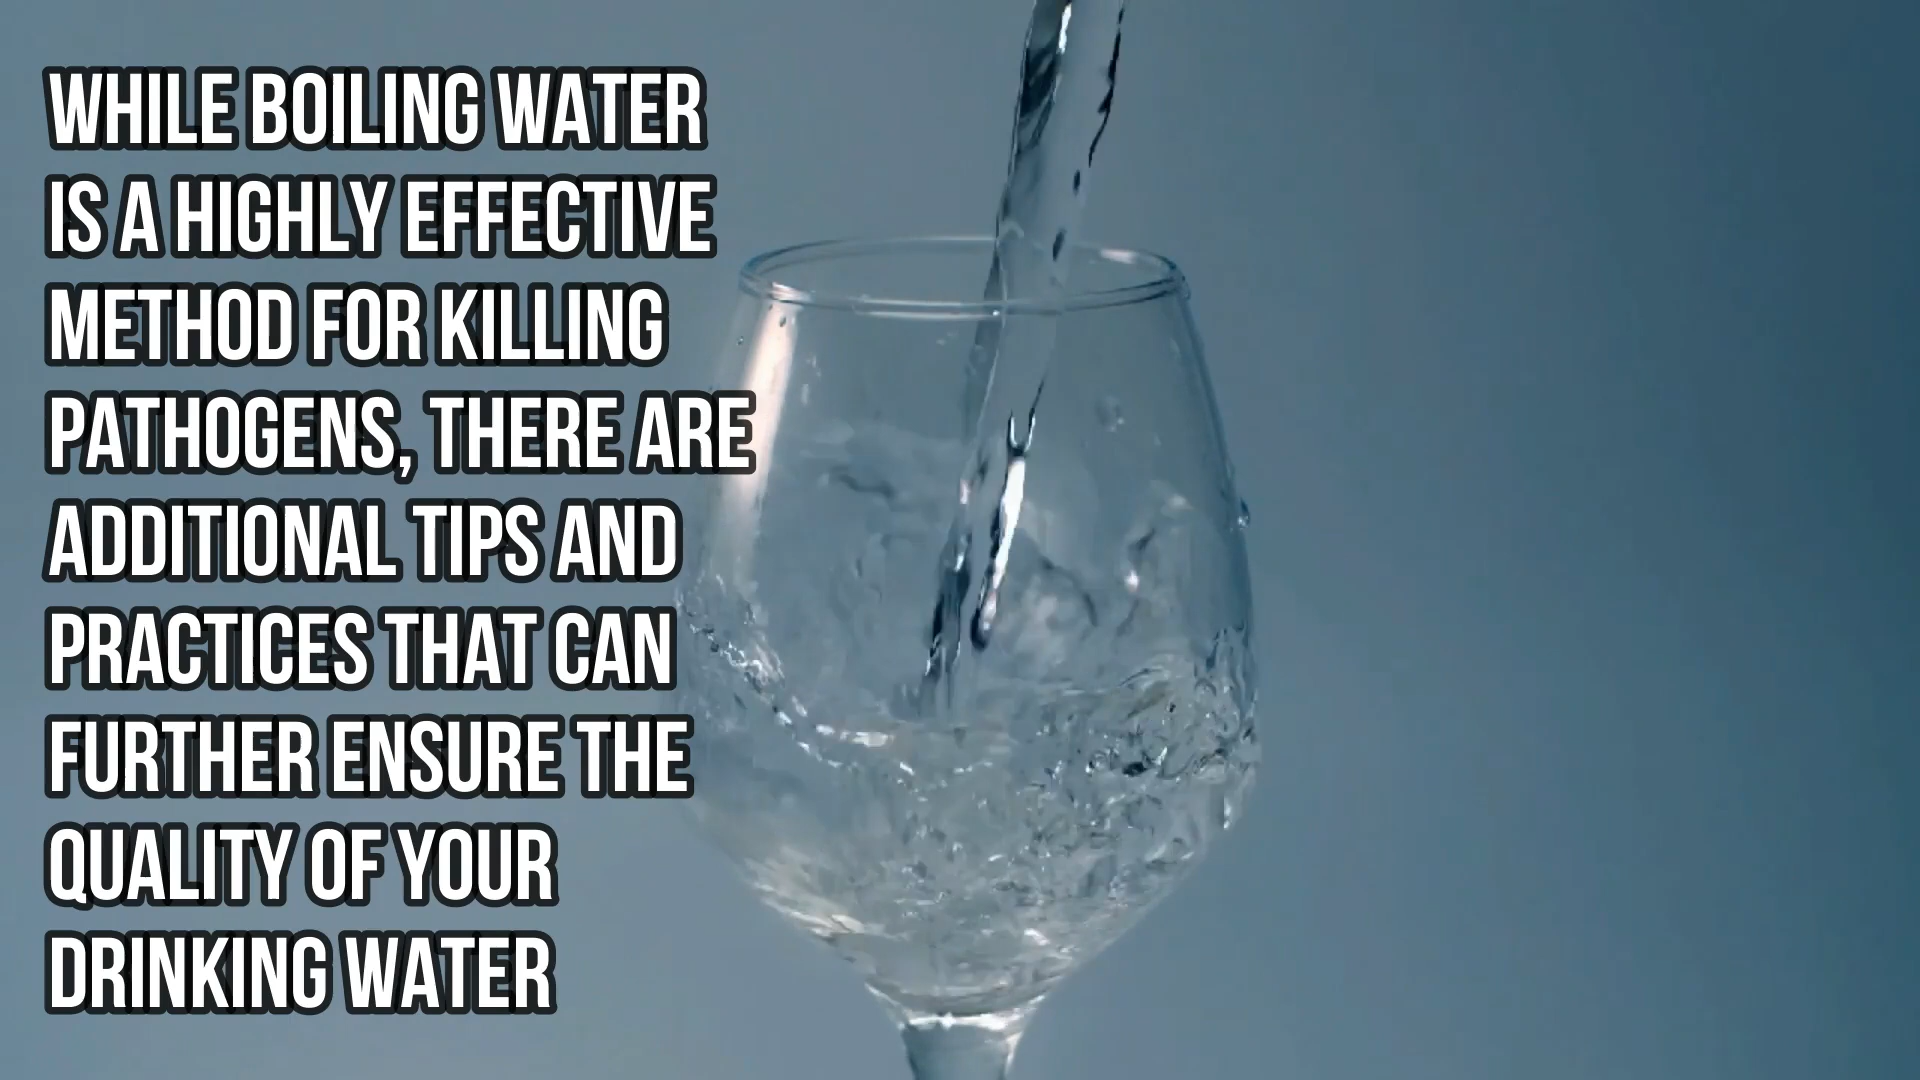 WHILE BOILING WATER
IS A HIGHLY EFFECTIVE
METHOD FOR KILLING
PATHOGENS, THERE ARE
ADDITIONAL TIPS AND
PRACTICES THAT CAN
FURTHER ENSURE THE
QUALITY OF YOUR
DRINKING WATER